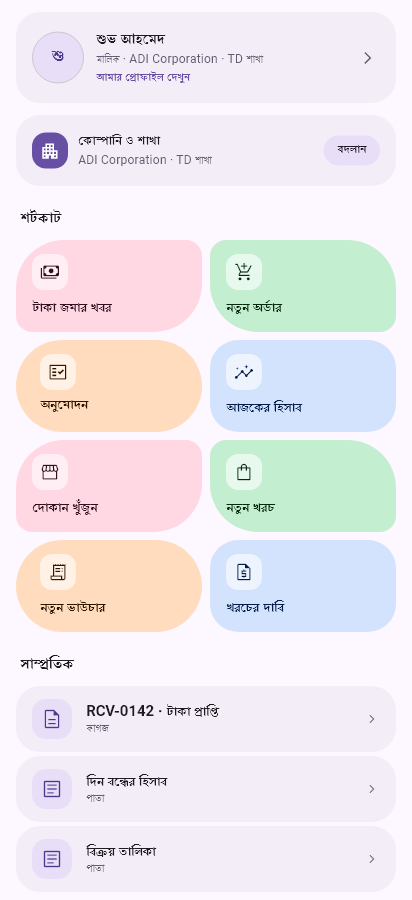 শুভ আহমেদ
শু
মালিক · ADI Corporation · TD শাখা
আমার প্রোফাইল দেখুন
কোম্পানি ও শাখা
ADI Corporation · TD শাখা
বদলান
শর্টকাট
টাকা জমার খবর
নতুন অর্ডার
অনুমোদন
আজকের হিসাব
দোকান খুঁজুন
নতুন খরচ
নতুন ভাউচার
খরচের দাবি
সাম্প্রতিক
RCV-0142 · টাকা প্রাপ্তি
কাগজ
দিন বন্ধের হিসাব
পাতা
বিক্রয় তালিকা
পাতা